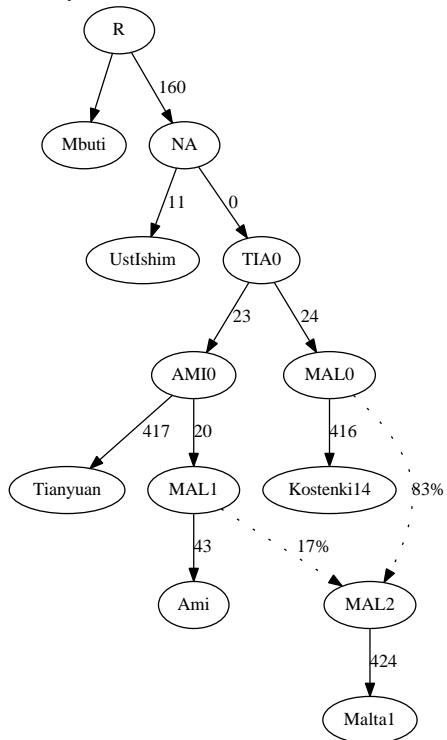 R
160
Mbuti
NA
11
0
UstIshim
TIA0
23
24
AMI0
MAL0
417
20
416
Tianyuan
MAL1
Kostenki14
83%
43
17%
Ami
MAL2
424
Malta1